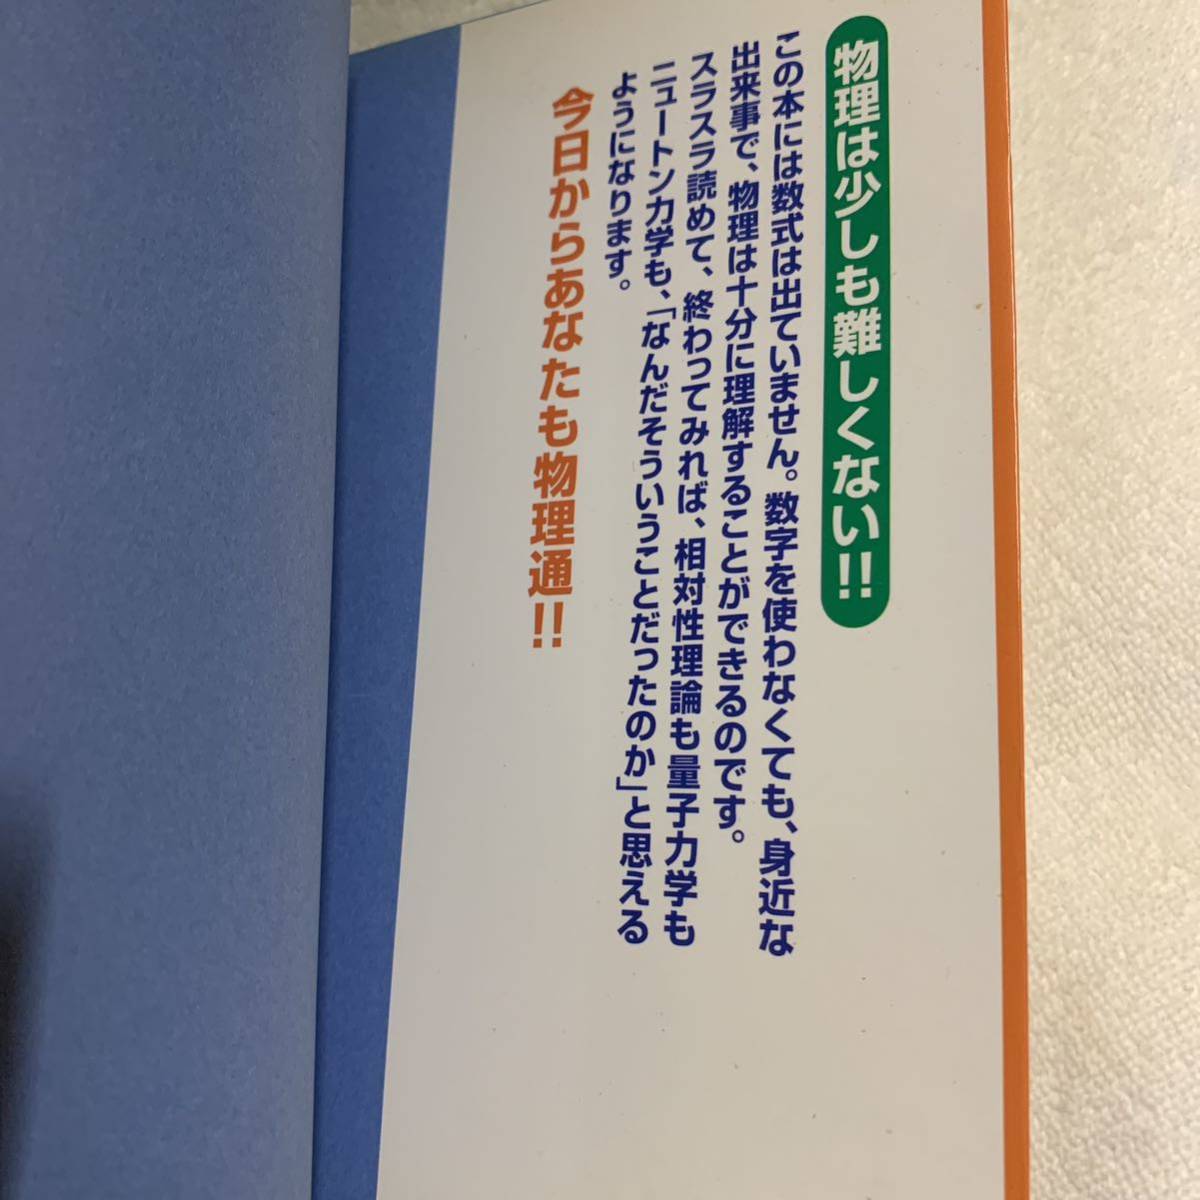 物理は少しも難しくない!!
この本には数式は出ていません。数字を使わなくても、身近な
出来事で、物理は十分に理解することができるのです。
スラスラ読めて、終わってみれば、相対性理論も量子力学も
ニュートン力学も、「なんだそういうことだったのか」と思える
ようになります。
今日からあなたも物理通!!